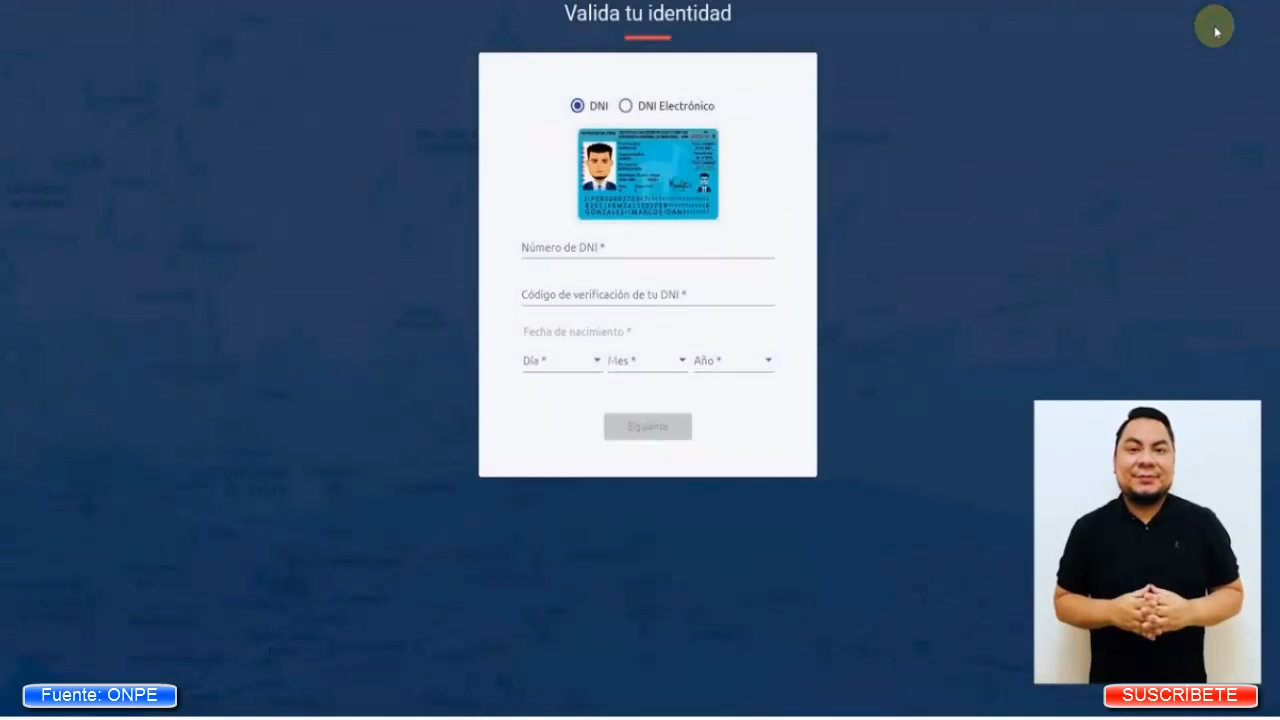 Valida tu identidad
DNI
DNI Electrónico
Número de DNI *
Código de verificación de tu DNI *
Fecha de nacimiento *
Día *
Mes *
Año *
Siguiente
Fuente: ONPE
SUSCRIBETE